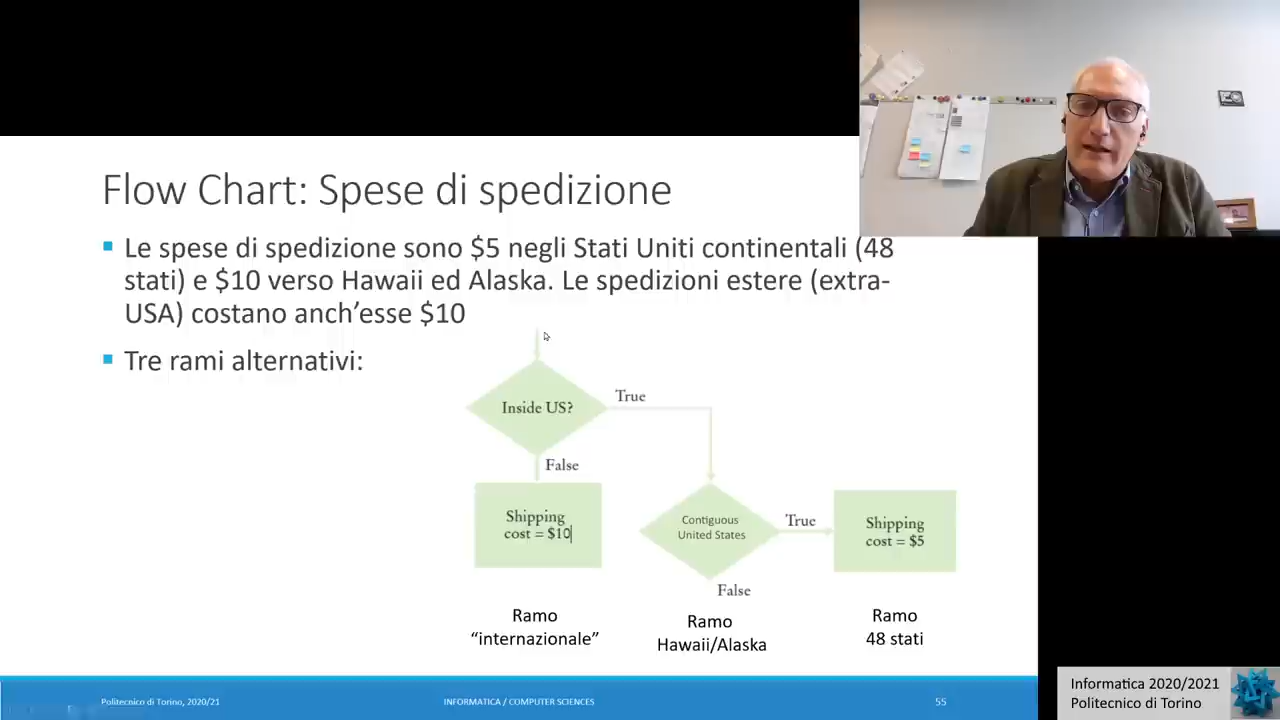 Flow Chart: Spese di spedizione
Le spese di spedizione sono $5 negli Stati Uniti continentali (48
stati) e $10 verso Hawaii ed Alaska. Le spedizioni estere (extra-
USA) costano anch’esse $10
Tre rami alternativi:
Inside US?
True
False
Shipping
cost = $10
Contiguous
United States
True
False
Shipping
cost = $5
Ramo
“internazionale”
Ramo
Hawaii/Alaska
Ramo
48 stati
Politecnico di Torino, 2020/21
INFORMATICA / COMPUTER SCIENCES
55
Informatica 2020/2021
Politecnico di Torino